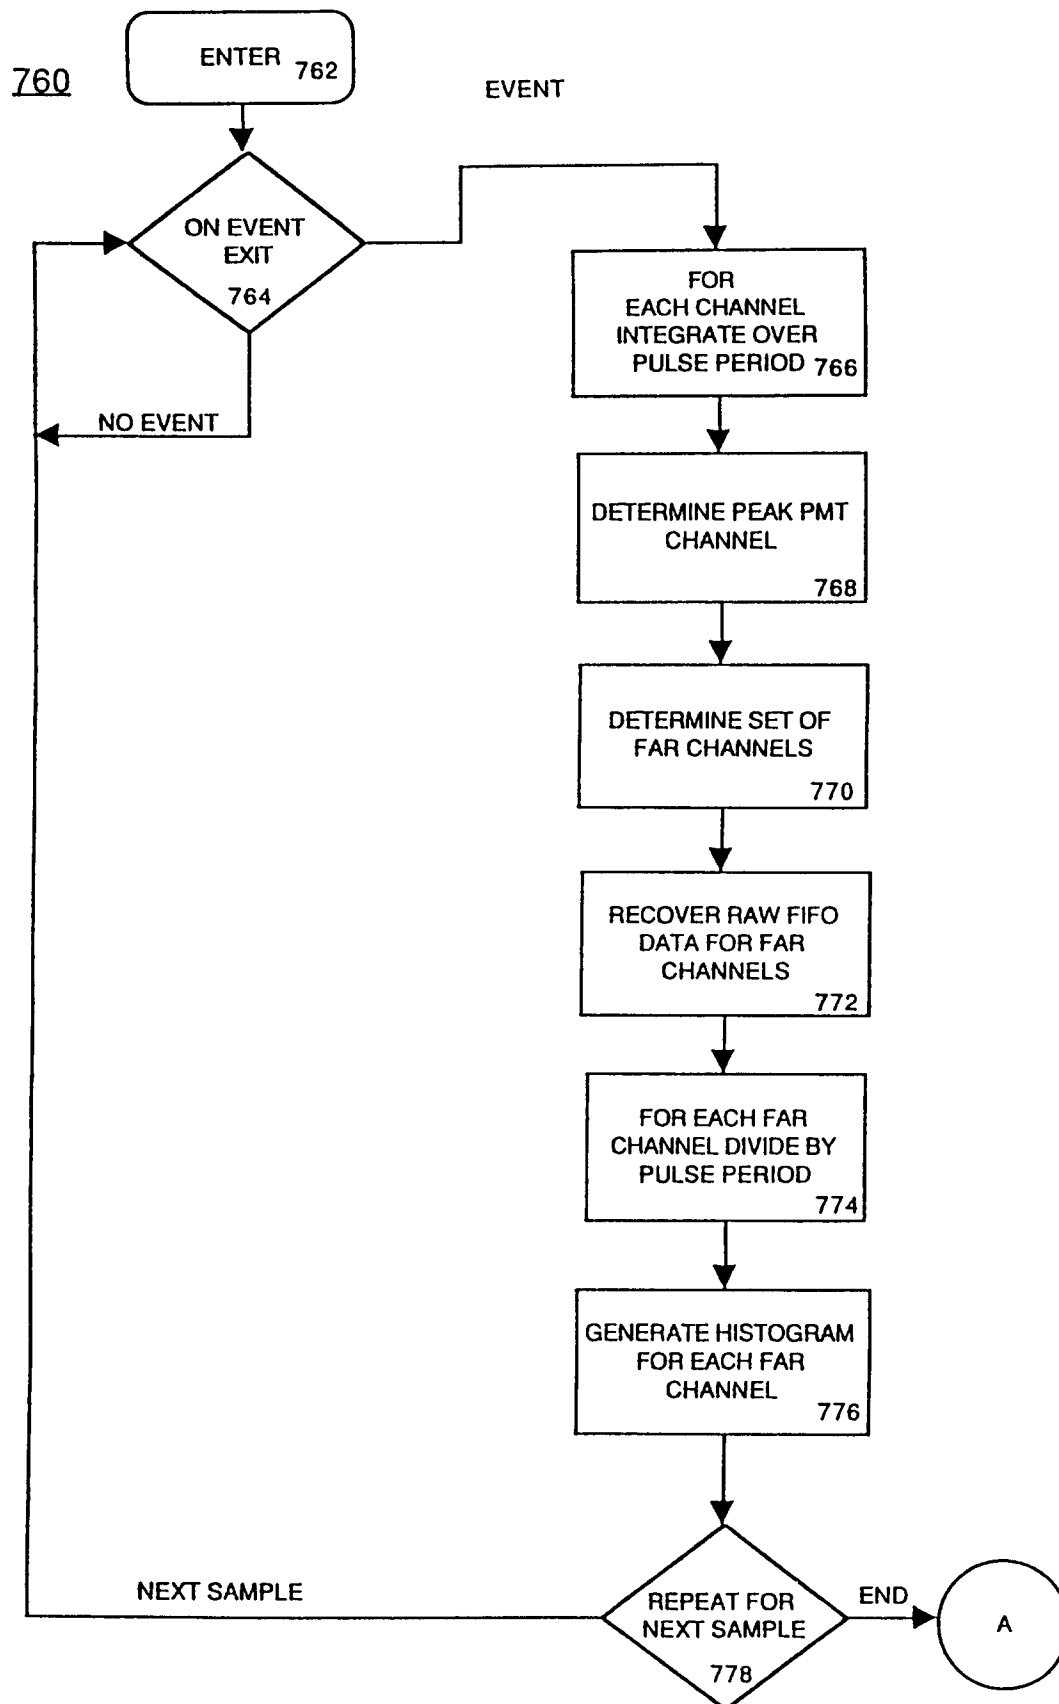 760
ENTER 762
EVENT
ON EVENT
EXIT
764
NO EVENT
FOR
EACH CHANNEL
INTEGRATE OVER
PULSE PERIOD 766
DETERMINE PEAK PMT
CHANNEL
768
DETERMINE SET OF
FAR CHANNELS
770
RECOVER RAW FIFO
DATA FOR FAR
CHANNELS
772
FOR EACH FAR
CHANNEL DIVIDE BY
PULSE PERIOD
774
GENERATE HISTOGRAM
FOR EACH FAR
CHANNEL
776
NEXT SAMPLE
REPEAT FOR
NEXT SAMPLE
778
END
A